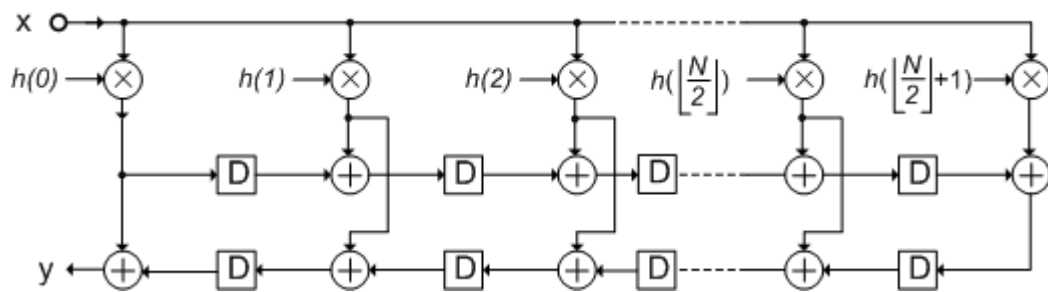 x
h(0) h(1) h(2) h(⌊N/2⌋) h(⌊N/2⌋+1)
D D D D
y D D D D